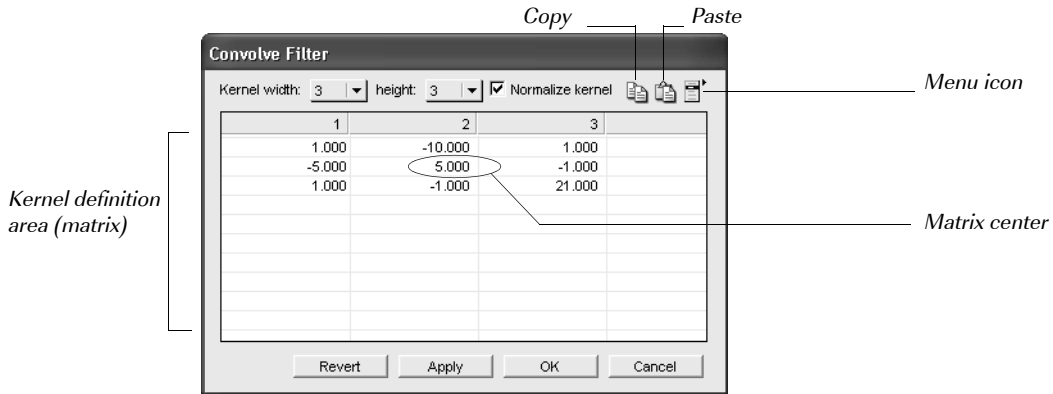 Copy Paste
Convolve Filter
Kernel width: 3 height: 3 Normalize kernel
Menu icon
1 2 3
1.000 -10.000 1.000
-5.000 5.000 -1.000
1.000 -1.000 21.000
Kernel definition
area (matrix)
Matrix center
Revert Apply OK Cancel